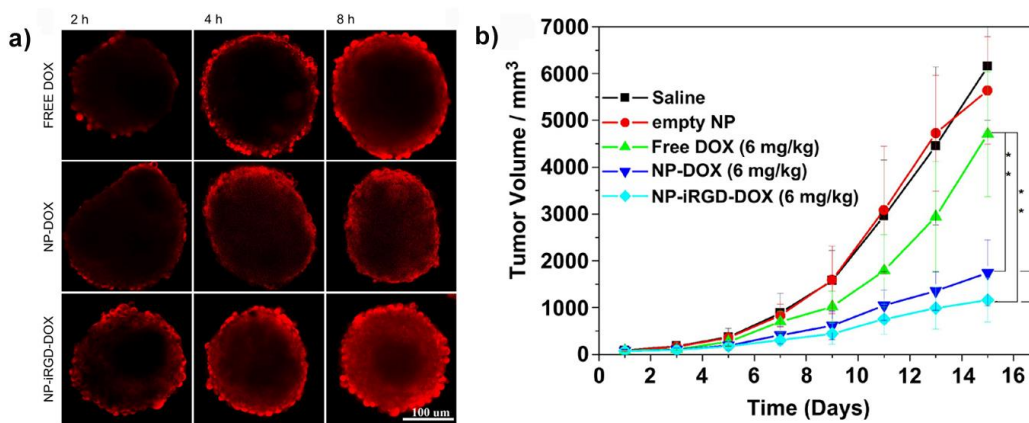 a)
2 h 4 h 8 h
FREE DOX
NP-DOX
NP-iRGD-DOX
100 um
b)
Tumor Volume / mm³
7000
6000
5000
4000
3000
2000
1000
0
Saline
empty NP
Free DOX (6 mg/kg)
NP-DOX (6 mg/kg)
NP-iRGD-DOX (6 mg/kg)
* *
* *
0 2 4 6 8 10 12 14 16
Time (Days)